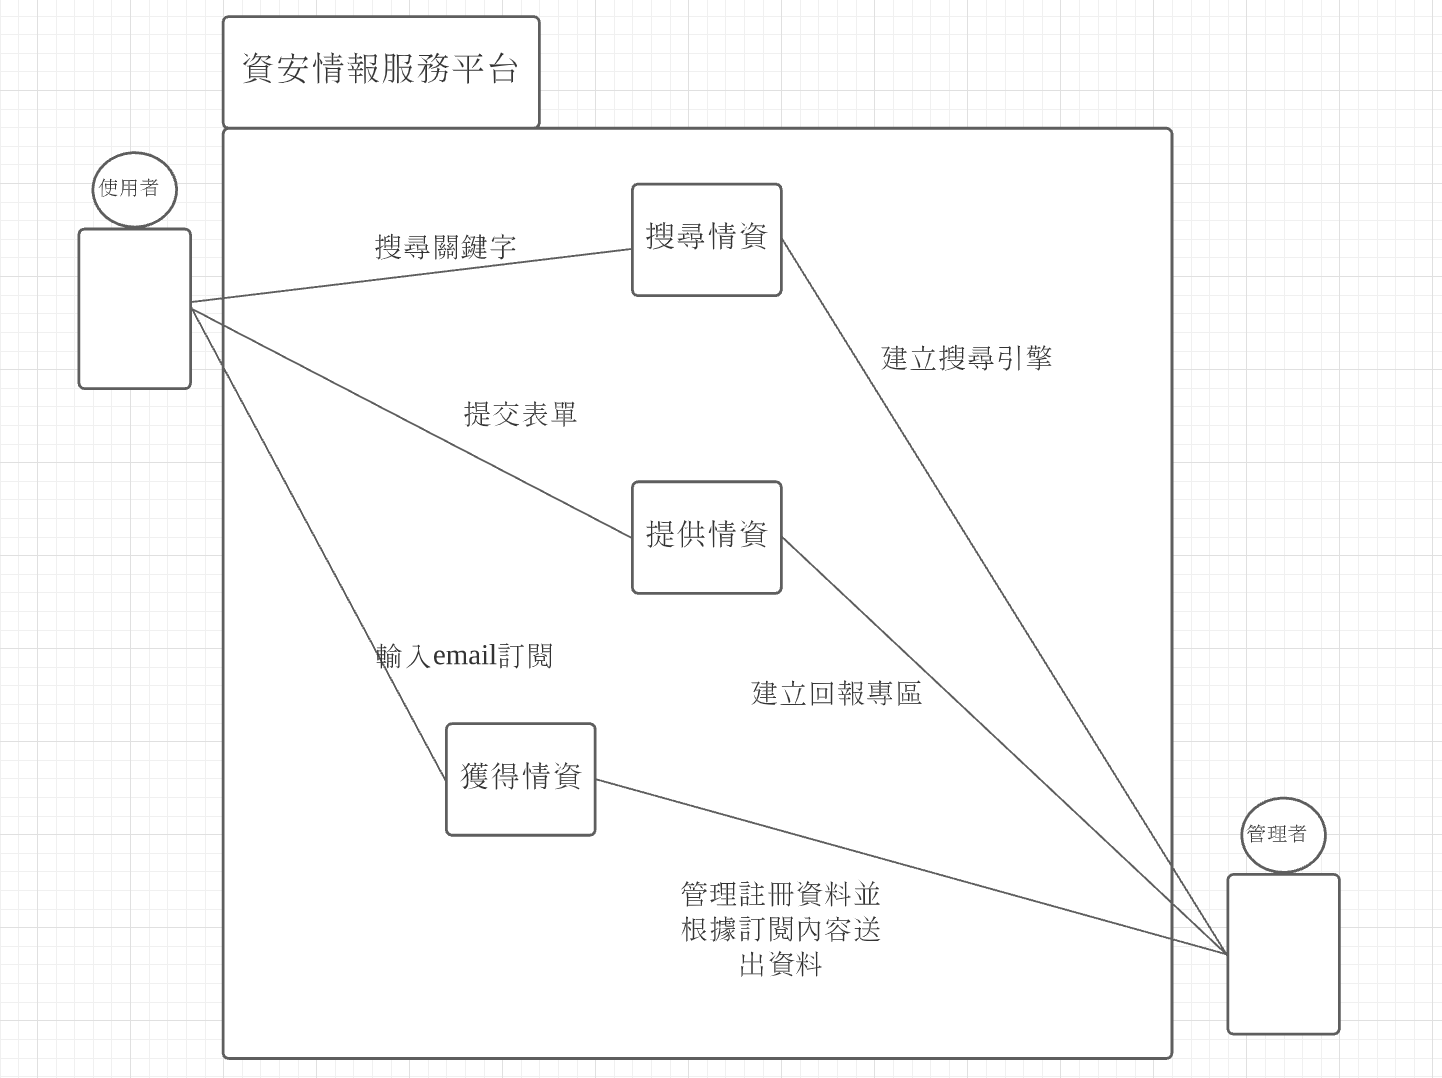 資安情報服務平台
使用者
搜尋情資
搜尋關鍵字
建立搜尋引擎
提交表單
提供情資
輸入email訂閱
建立回報專區
獲得情資
管理者
管理註冊資料並
根據訂閱內容送
出資料